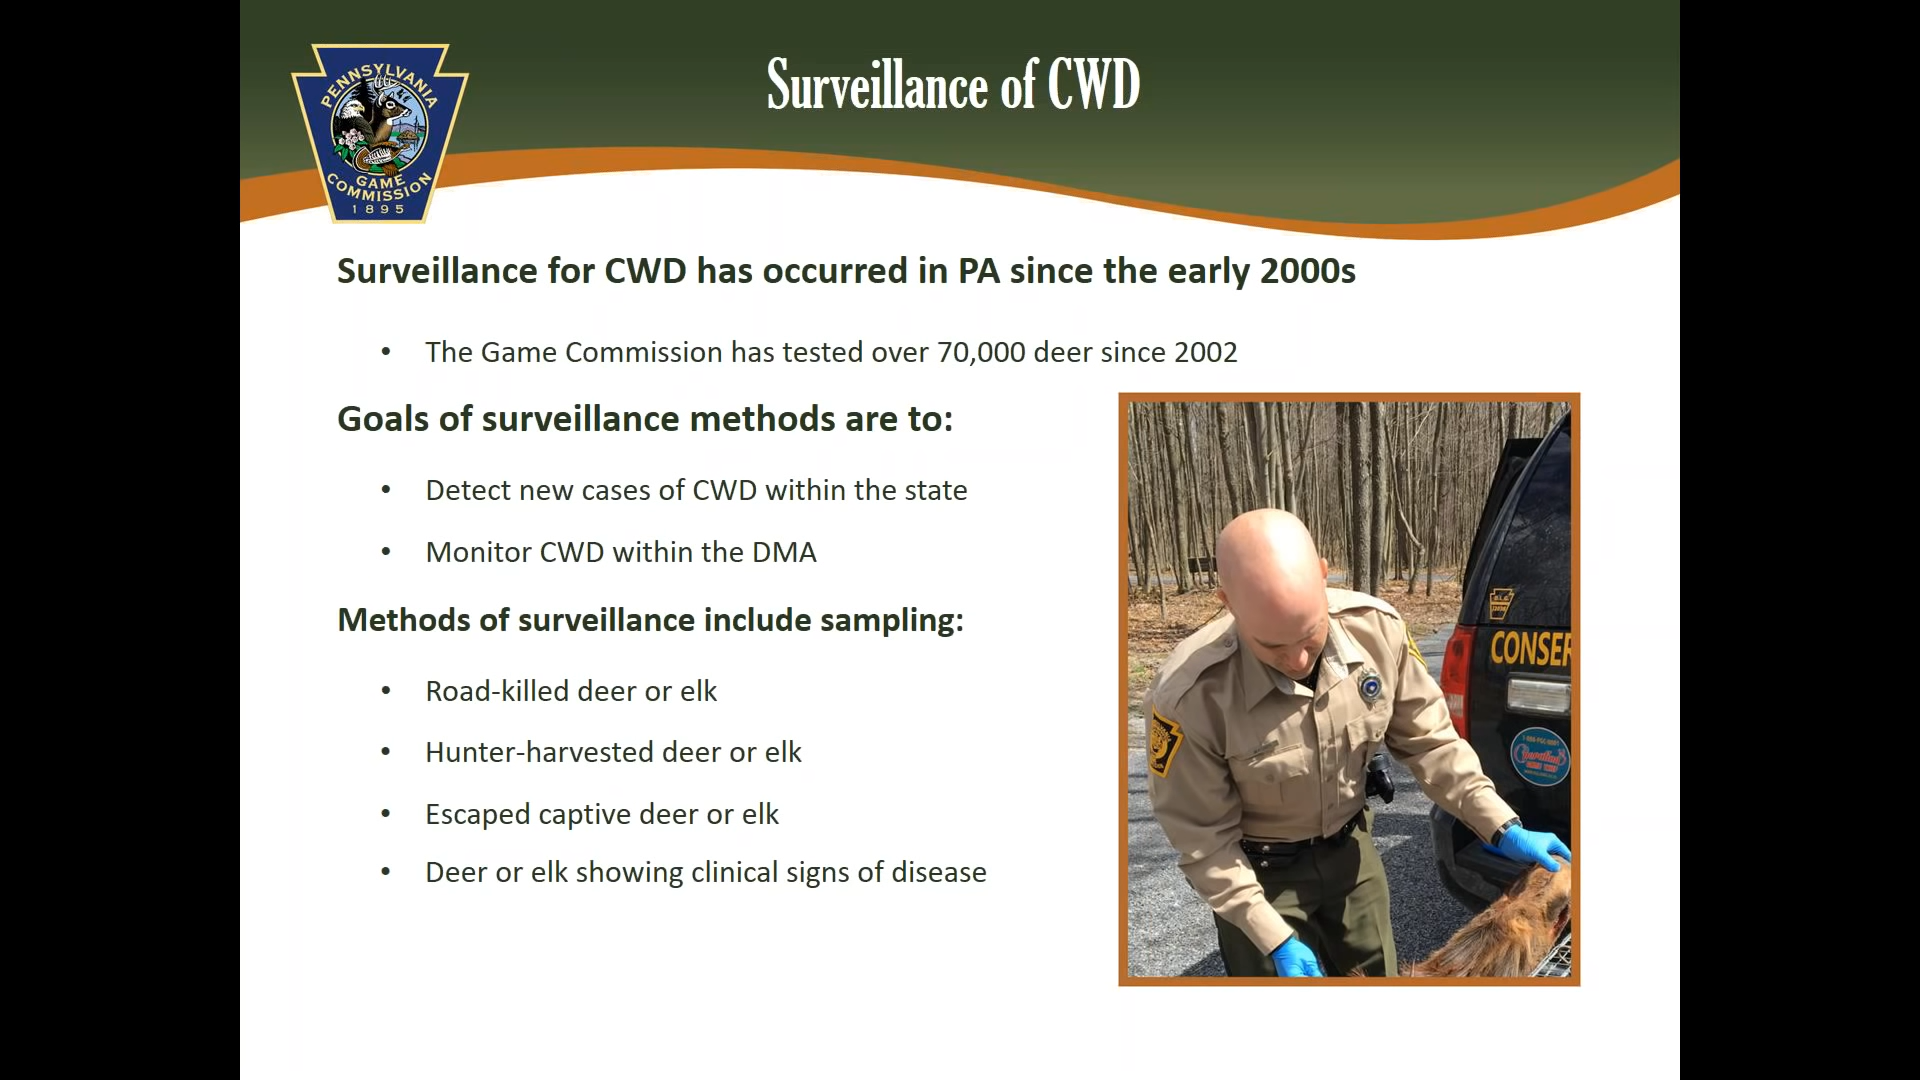 PENNSYLVANIA
GAME
COMMISSION
1895
Surveillance of CWD
Surveillance for CWD has occurred in PA since the early 2000s
• The Game Commission has tested over 70,000 deer since 2002
Goals of surveillance methods are to:
• Detect new cases of CWD within the state
• Monitor CWD within the DMA
Methods of surveillance include sampling:
• Road-killed deer or elk
• Hunter-harvested deer or elk
• Escaped captive deer or elk
• Deer or elk showing clinical signs of disease
CONSER